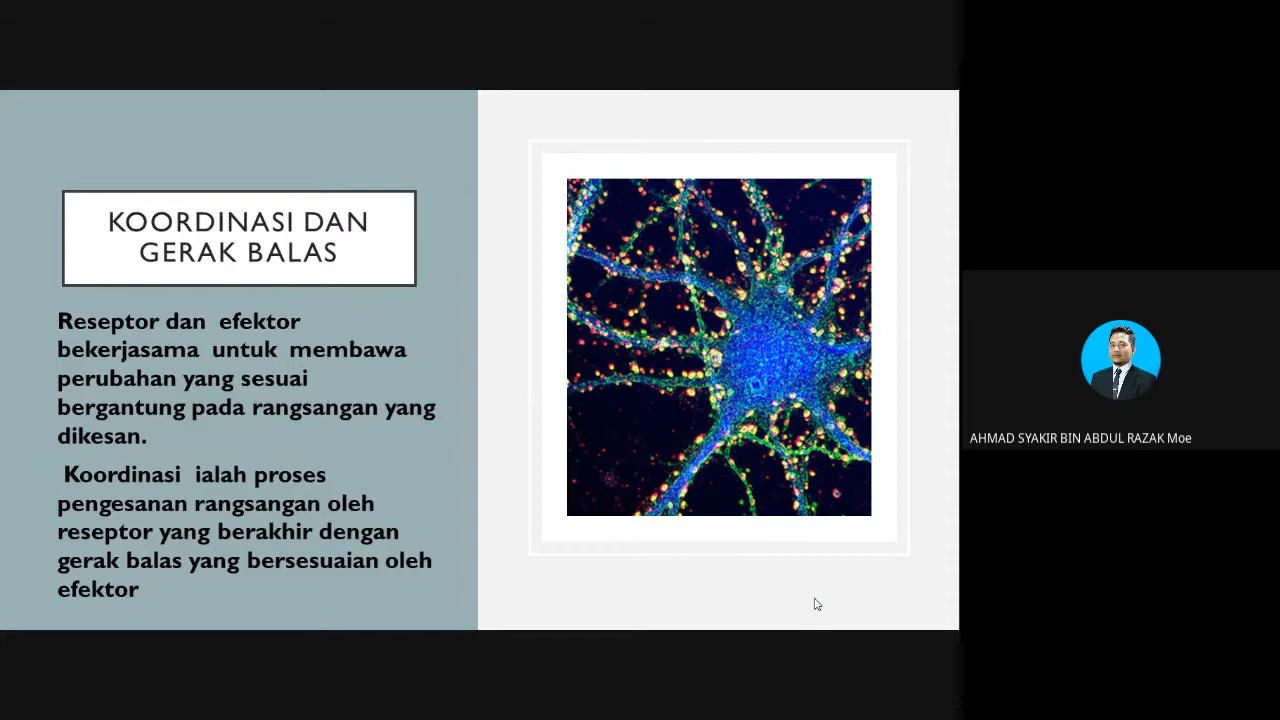 KOORDINASI DAN
GERAK BALAS
Reseptor dan efektor
bekerjasama untuk membawa
perubahan yang sesuai
bergantung pada rangsangan yang
dikesan.
Koordinasi ialah proses
pengesanan rangsangan oleh
reseptor yang berakhir dengan
gerak balas yang bersesuaian oleh
efektor
AHMAD SYAKIR BIN ABDUL RAZAK Moe